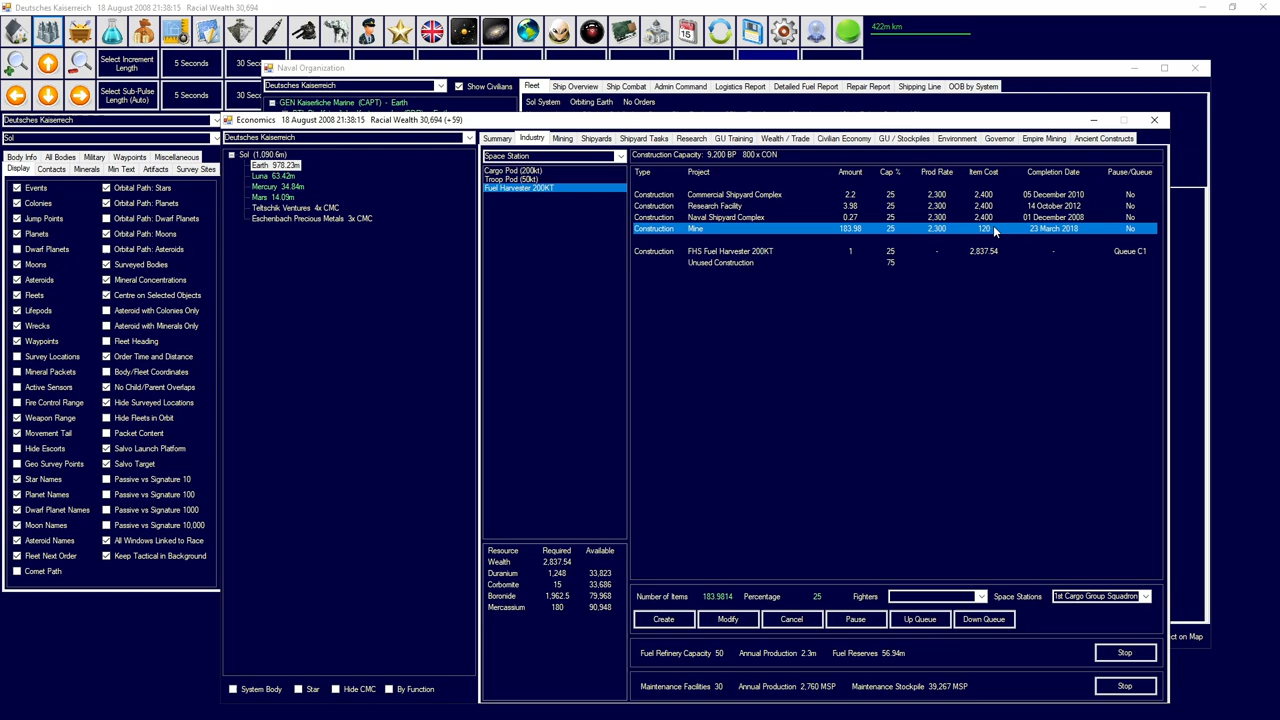 Deutsches Kaiserreich   18 August 2008 21:38:15   Racial Wealth 30,694
422m km
Select Increment Length
5 Seconds
30 Sec
Select Sub-Pulse Length (Auto)
5 Seconds
30 Sec
Deutsches Kaiserreich
Sol
Body Info All Bodies Military Waypoints Miscellaneous
Display Contacts Minerals Min Text Artifacts Survey Sites
Events Orbital Path: Stars
Colonies Orbital Path: Planets
Jump Points Orbital Path: Dwarf Planets
Planets Orbital Path: Moons
Dwarf Planets Orbital Path: Asteroids
Moons Surveyed Bodies
Asteroids Mineral Concentrations
Fleets Centre on Selected Objects
Lifepods Asteroid with Colonies Only
Wrecks Asteroid with Minerals Only
Waypoints Fleet Heading
Survey Locations Order Time and Distance
Mineral Packets Body/Fleet Coordinates
Active Sensors No Child/Parent Overlaps
Fire Control Range Hide Surveyed Locations
Weapon Range Hide Fleets in Orbit
Movement Tail Packet Content
Hide Escorts Salvo Launch Platform
Geo Survey Points Salvo Target
Star Names Passive vs Signature 10
Planet Names Passive vs Signature 100
Dwarf Planet Names Passive vs Signature 1000
Moon Names Passive vs Signature 10,000
Asteroid Names All Windows Linked to Race
Fleet Next Order Keep Tactical in Background
Comet Path
Naval Organization
Deutsches Kaiserreich Show Civilians
Fleet Ship Overview Ship Combat Admin Command Logistics Report Detailed Fuel Report Repair Report Shipping Line OOB by System
GEN Kaiserliche Marine (CAPT) - Earth
Sol System Orbiting Earth No Orders
Economics 18 August 2008 21:38:15 Racial Wealth 30,694 (+59)
Deutsches Kaiserreich
Summary Industry Mining Shipyards Shipyard Tasks Research GU Training Wealth / Trade Civilian Economy GU / Stockpiles Environment Governor Empire Mining Ancient Constructs
Sol (1,090.6m)
Earth 978.23m
Luna 63.42m
Mercury 34.84m
Mars 14.09m
Teltschik Ventures 4x CMC
Eschenbach Precious Metals 3x CMC
Space Station
Cargo Pod (200kt)
Troop Pod (50kt)
Fuel Harvester 200KT
Construction Capacity: 9,200 BP 800 x CON
Type Project Amount Cap % Prod Rate Item Cost Completion Date Pause/Queue
Construction Commercial Shipyard Complex 2.2 25 2,300 2,400 05 December 2010 No
Construction Research Facility 3.98 25 2,300 2,400 14 October 2012 No
Construction Naval Shipyard Complex 0.27 25 2,300 2,400 01 December 2008 No
Construction Mine 183.98 25 2,300 120 23 March 2018 No
Construction FHS Fuel Harvester 200KT 1 25 - 2,837.54 - Queue C1
Unused Construction 75
Resource Required Available
Wealth 2,837.54
Duranium 1,248 33,823
Corbomite 15 33,686
Boronide 1,962.5 79,968
Mercassium 180 90,948
Number of Items 183.9814 Percentage 25 Fighters Space Stations 1st Cargo Group Squadron
Create Modify Cancel Pause Up Queue Down Queue
Fuel Refinery Capacity 50 Annual Production 2.3m Fuel Reserves 56.94m Stop
Maintenance Facilities 30 Annual Production 2,760 MSP Maintenance Stockpile 39,267 MSP Stop
System Body Star Hide CMC By Function
ct on Map